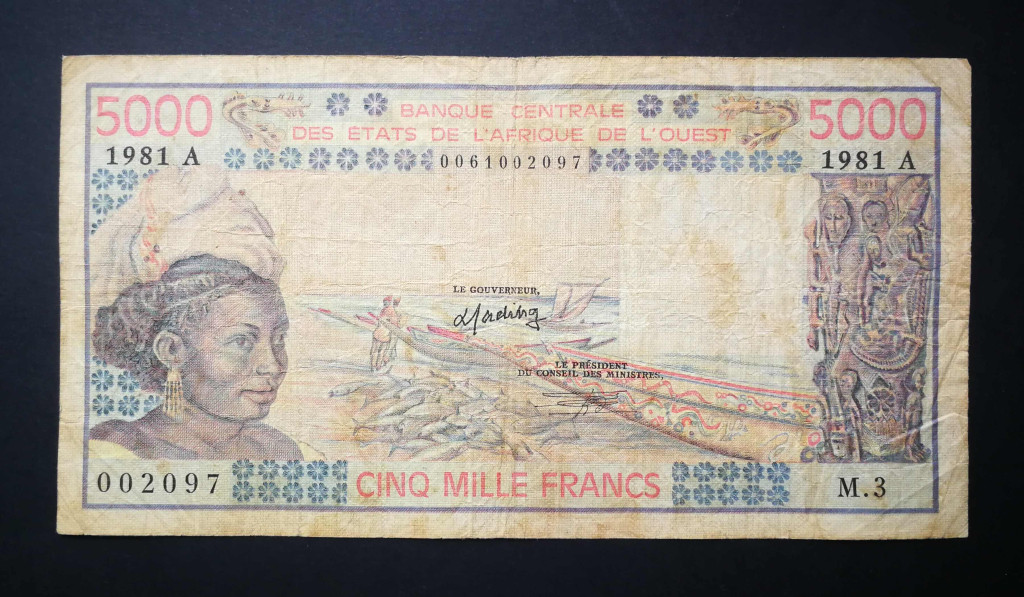 5000
BANQUE CENTRALE
DES ÉTATS DE L'AFRIQUE DE L'OUEST
5000
1981 A
0061002097
1981 A
LE GOUVERNEUR,
LE PRÉSIDENT
DU CONSEIL DES MINISTRES,
002097
CINQ MILLE FRANCS
M.3